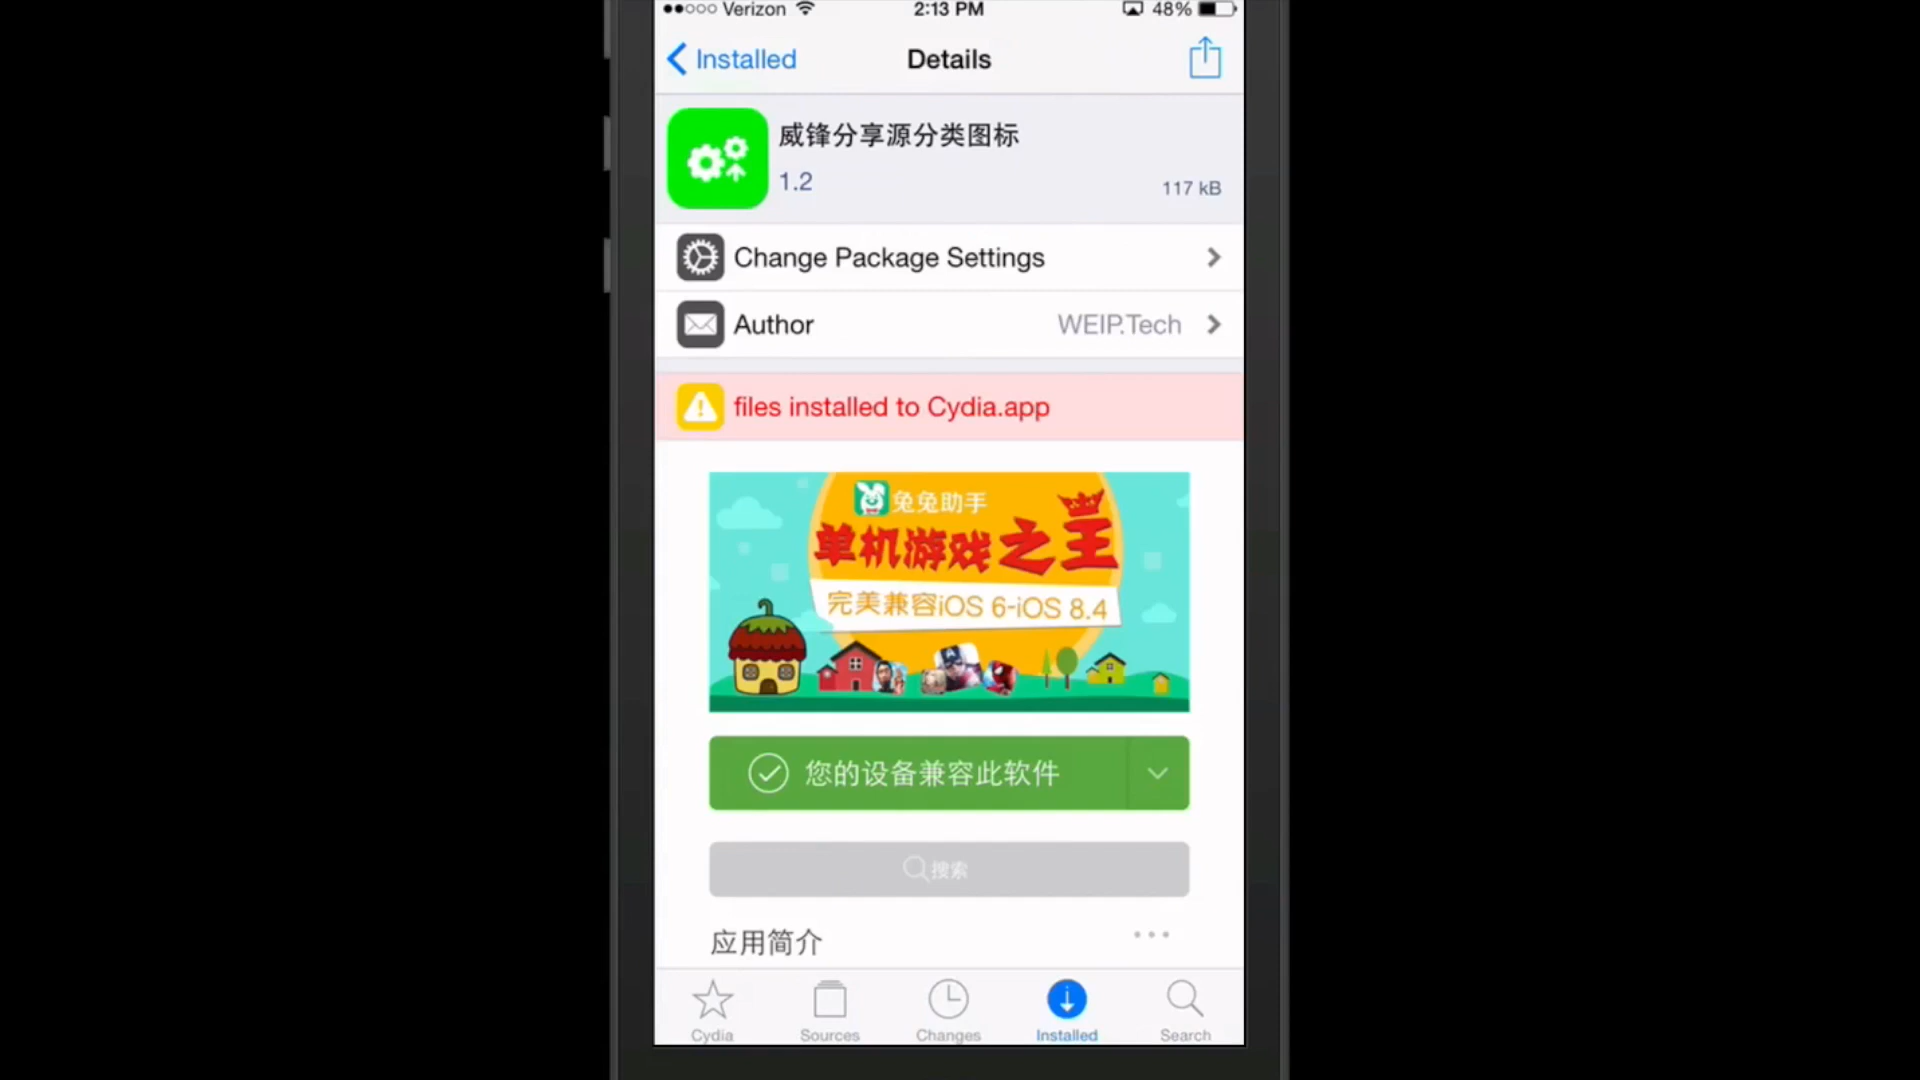 Verizon 2:13 PM 48%
Installed Details
威锋分享源分类图标
1.2
117 kB
Change Package Settings
Author WEIP.Tech
files installed to Cydia.app
兔兔助手
单机游戏之王
完美兼容iOS 6-iOS 8.4
您的设备兼容此软件
搜索
应用简介
Cydia Sources Changes Installed Search